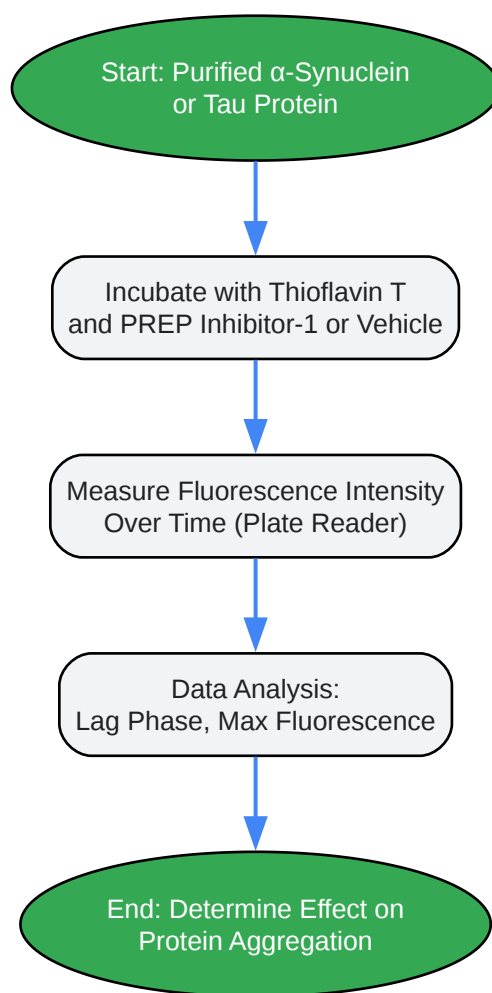 Start: Purified α-Synuclein
or Tau Protein
Incubate with Thioflavin T
and PREP Inhibitor-1 or Vehicle
Measure Fluorescence Intensity
Over Time (Plate Reader)
Data Analysis:
Lag Phase, Max Fluorescence
End: Determine Effect on
Protein Aggregation